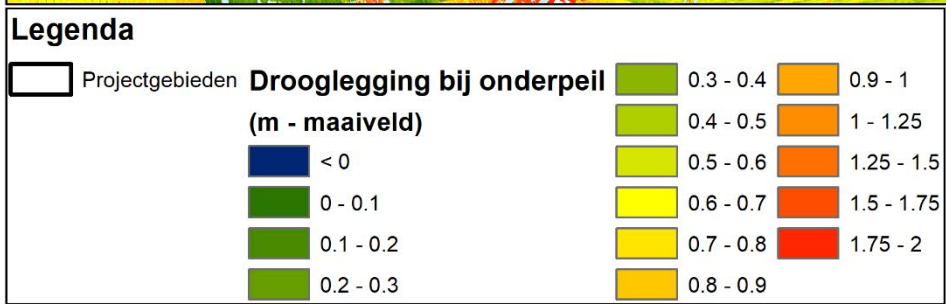 Legenda
Projectgebieden
Drooglegging bij onderpeil
(m - maaiveld)
< 0
0 - 0.1
0.1 - 0.2
0.2 - 0.3
0.3 - 0.4
0.4 - 0.5
0.5 - 0.6
0.6 - 0.7
0.7 - 0.8
0.8 - 0.9
0.9 - 1
1 - 1.25
1.25 - 1.5
1.5 - 1.75
1.75 - 2